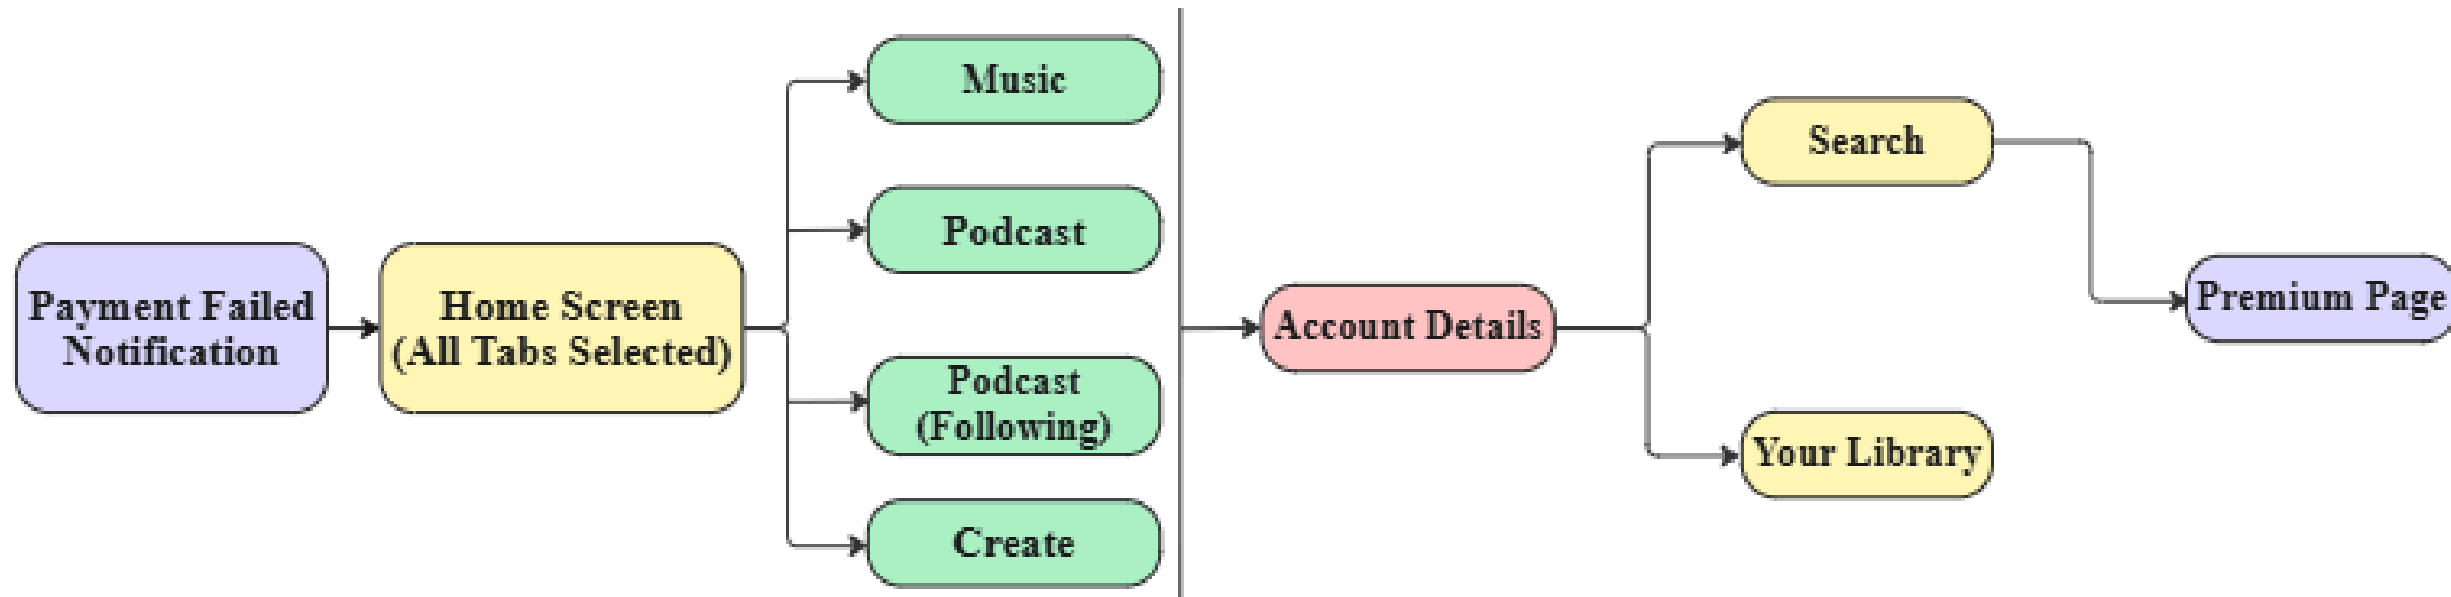 Payment Failed
Notification
Home Screen
(All Tabs Selected)
Music
Podcast
Podcast
(Following)
Create
Account Details
Search
Your Library
Premium Page